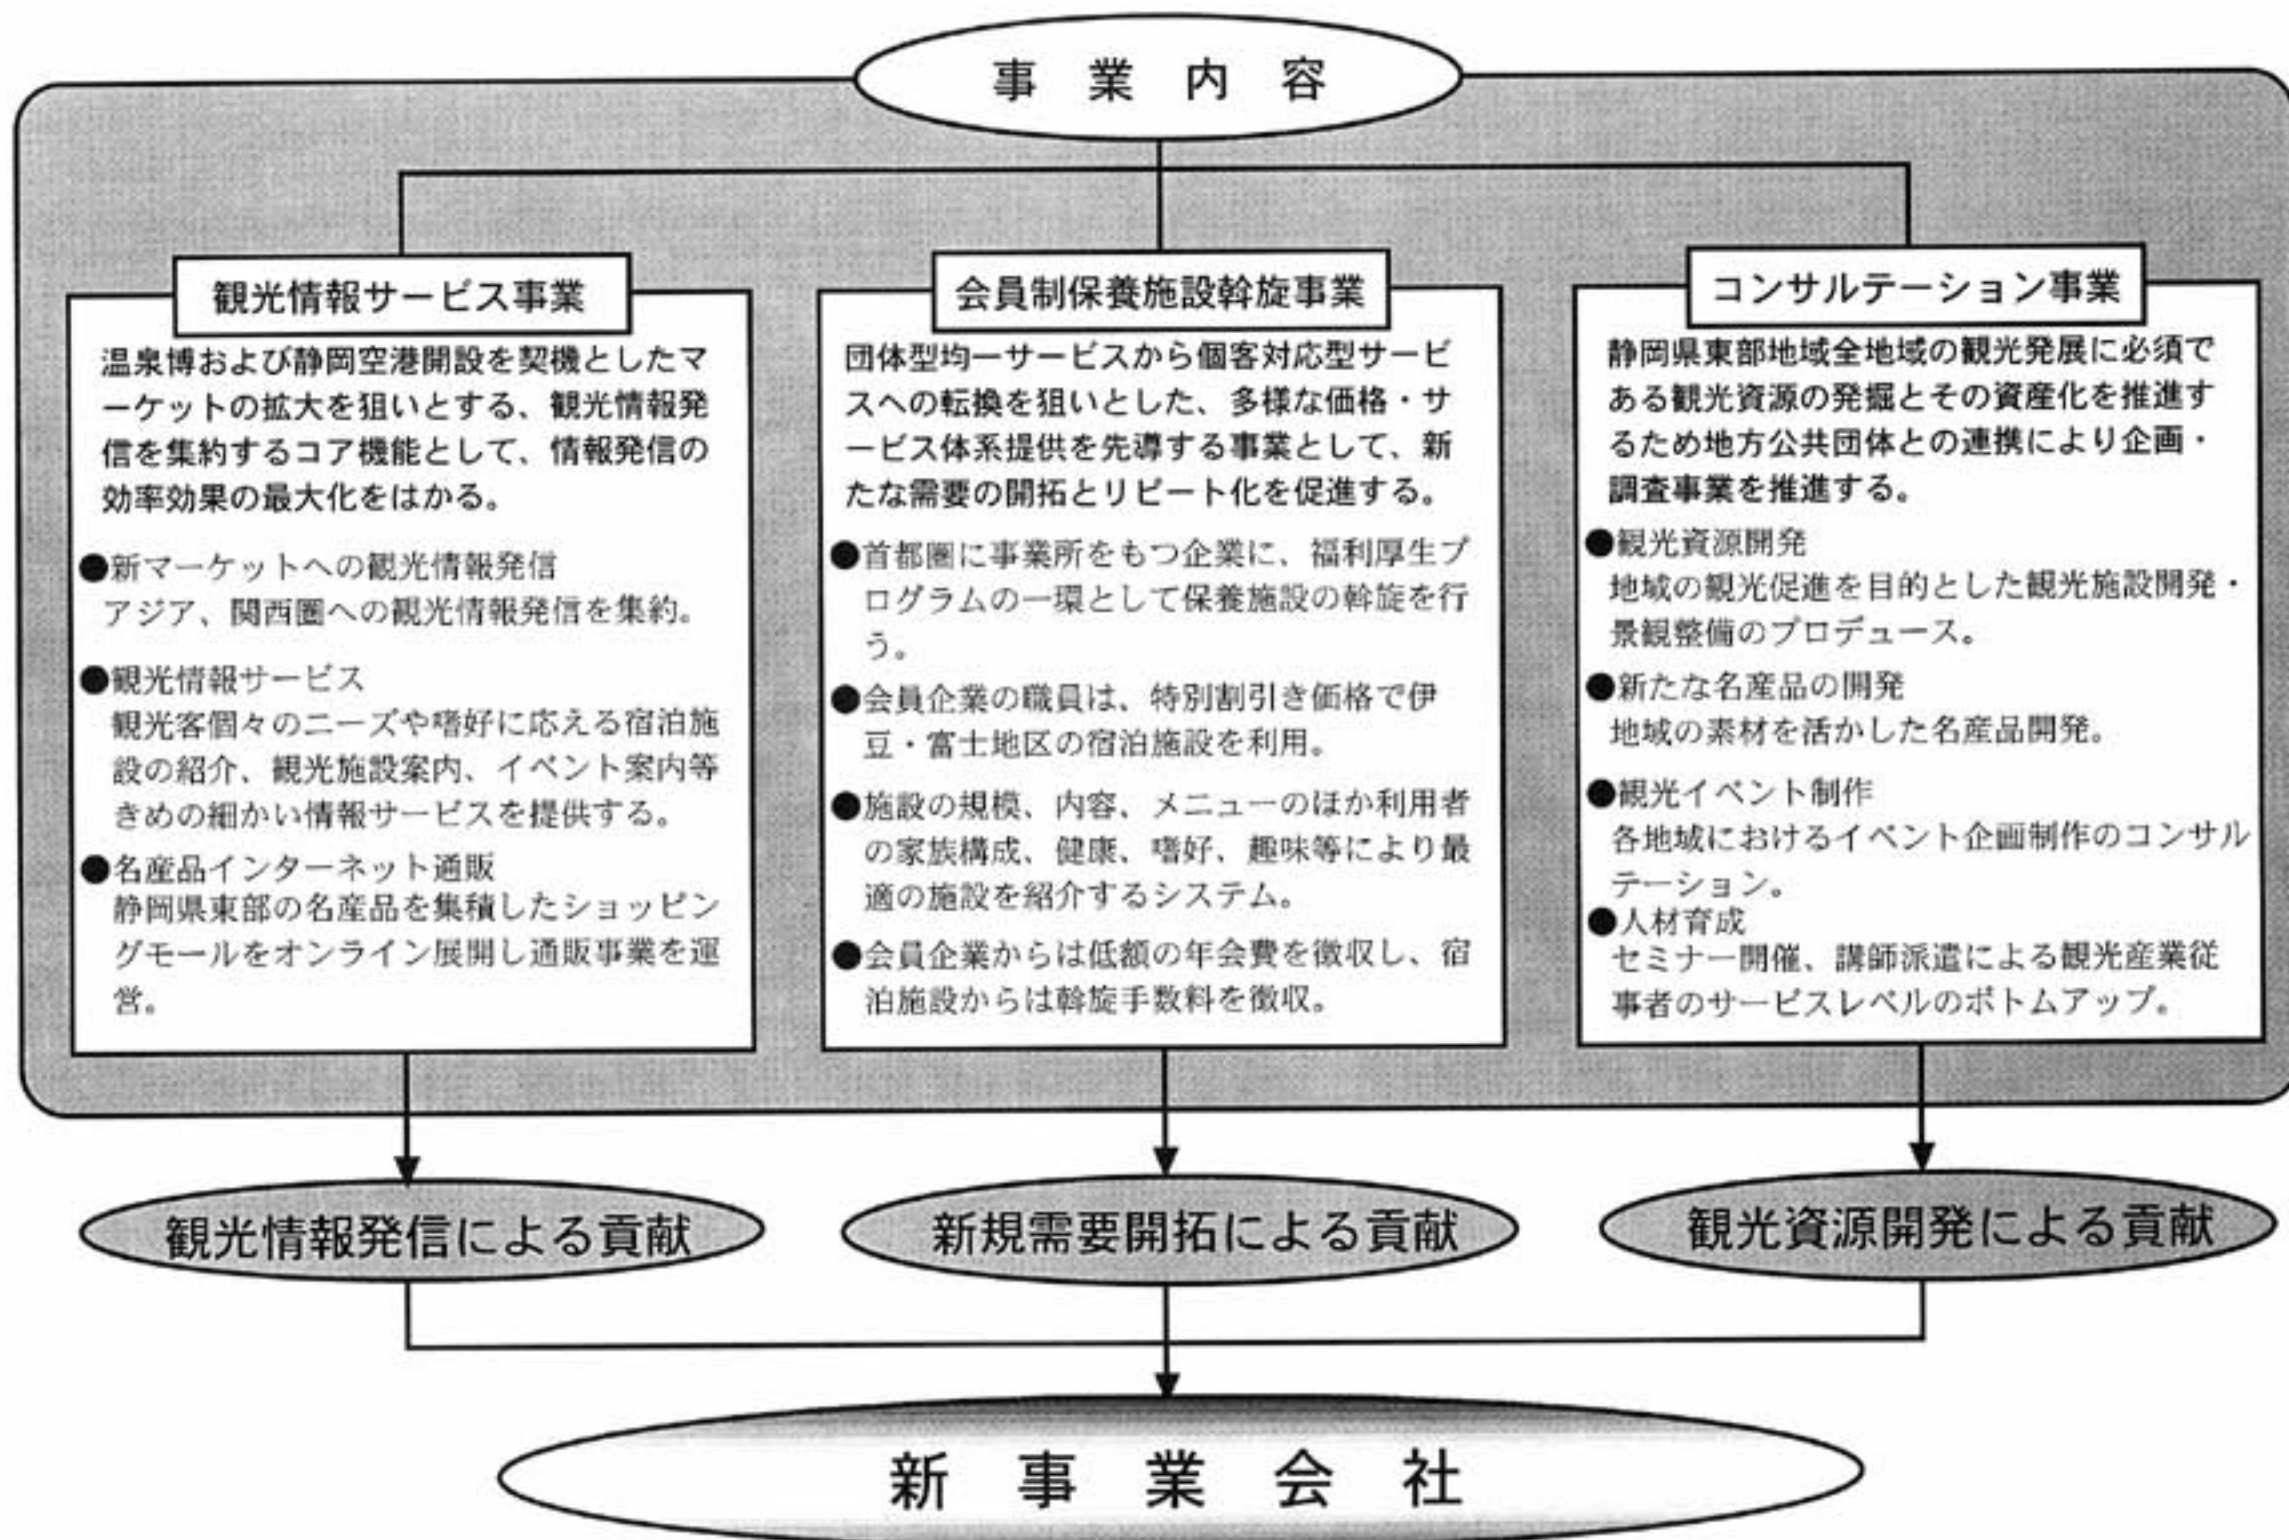 事業内容
観光情報サービス事業
温泉博および静岡空港開設を契機としたマ
ーケットの拡大を狙いとする、観光情報発
信を集約するコア機能として、情報発信の
効率効果の最大化をはかる。
●新マーケットへの観光情報発信
アジア、関西圏への観光情報発信を集約。
●観光情報サービス
観光客個々のニーズや嗜好に応える宿泊施
設の紹介、観光施設案内、イベント案内等
きめの細かい情報サービスを提供する。
●名産品インターネット通販
静岡県東部の名産品を集積したショッピン
グモールをオンライン展開し通販事業を運
営。
会員制保養施設斡旋事業
団体型均一サービスから個客対応型サービ
スへの転換を狙いとした、多様な価格・サ
ービス体系提供を先導する事業として、新
たな需要の開拓とリピート化を促進する。
●首都圏に事業所をもつ企業に、福利厚生プ
ログラムの一環として保養施設の斡旋を行
う。
●会員企業の職員は、特別割引き価格で伊
豆・富士地区の宿泊施設を利用。
●施設の規模、内容、メニューのほか利用者
の家族構成、健康、嗜好、趣味等により最
適の施設を紹介するシステム。
●会員企業からは低額の年会費を徴収し、宿
泊施設からは斡旋手数料を徴収。
コンサルテーション事業
静岡県東部地域全地域の観光発展に必須で
ある観光資源の発掘とその資産化を推進す
るため地方公共団体との連携により企画・
調査事業を推進する。
●観光資源開発
地域の観光促進を目的とした観光施設開発・
景観整備のプロデュース。
●新たな名産品の開発
地域の素材を活かした名産品開発。
●観光イベント制作
各地域におけるイベント企画制作のコンサル
テーション。
●人材育成
セミナー開催、講師派遣による観光産業従
事者のサービスレベルのボトムアップ。
観光情報発信による貢献
新規需要開拓による貢献
観光資源開発による貢献
新事業会社